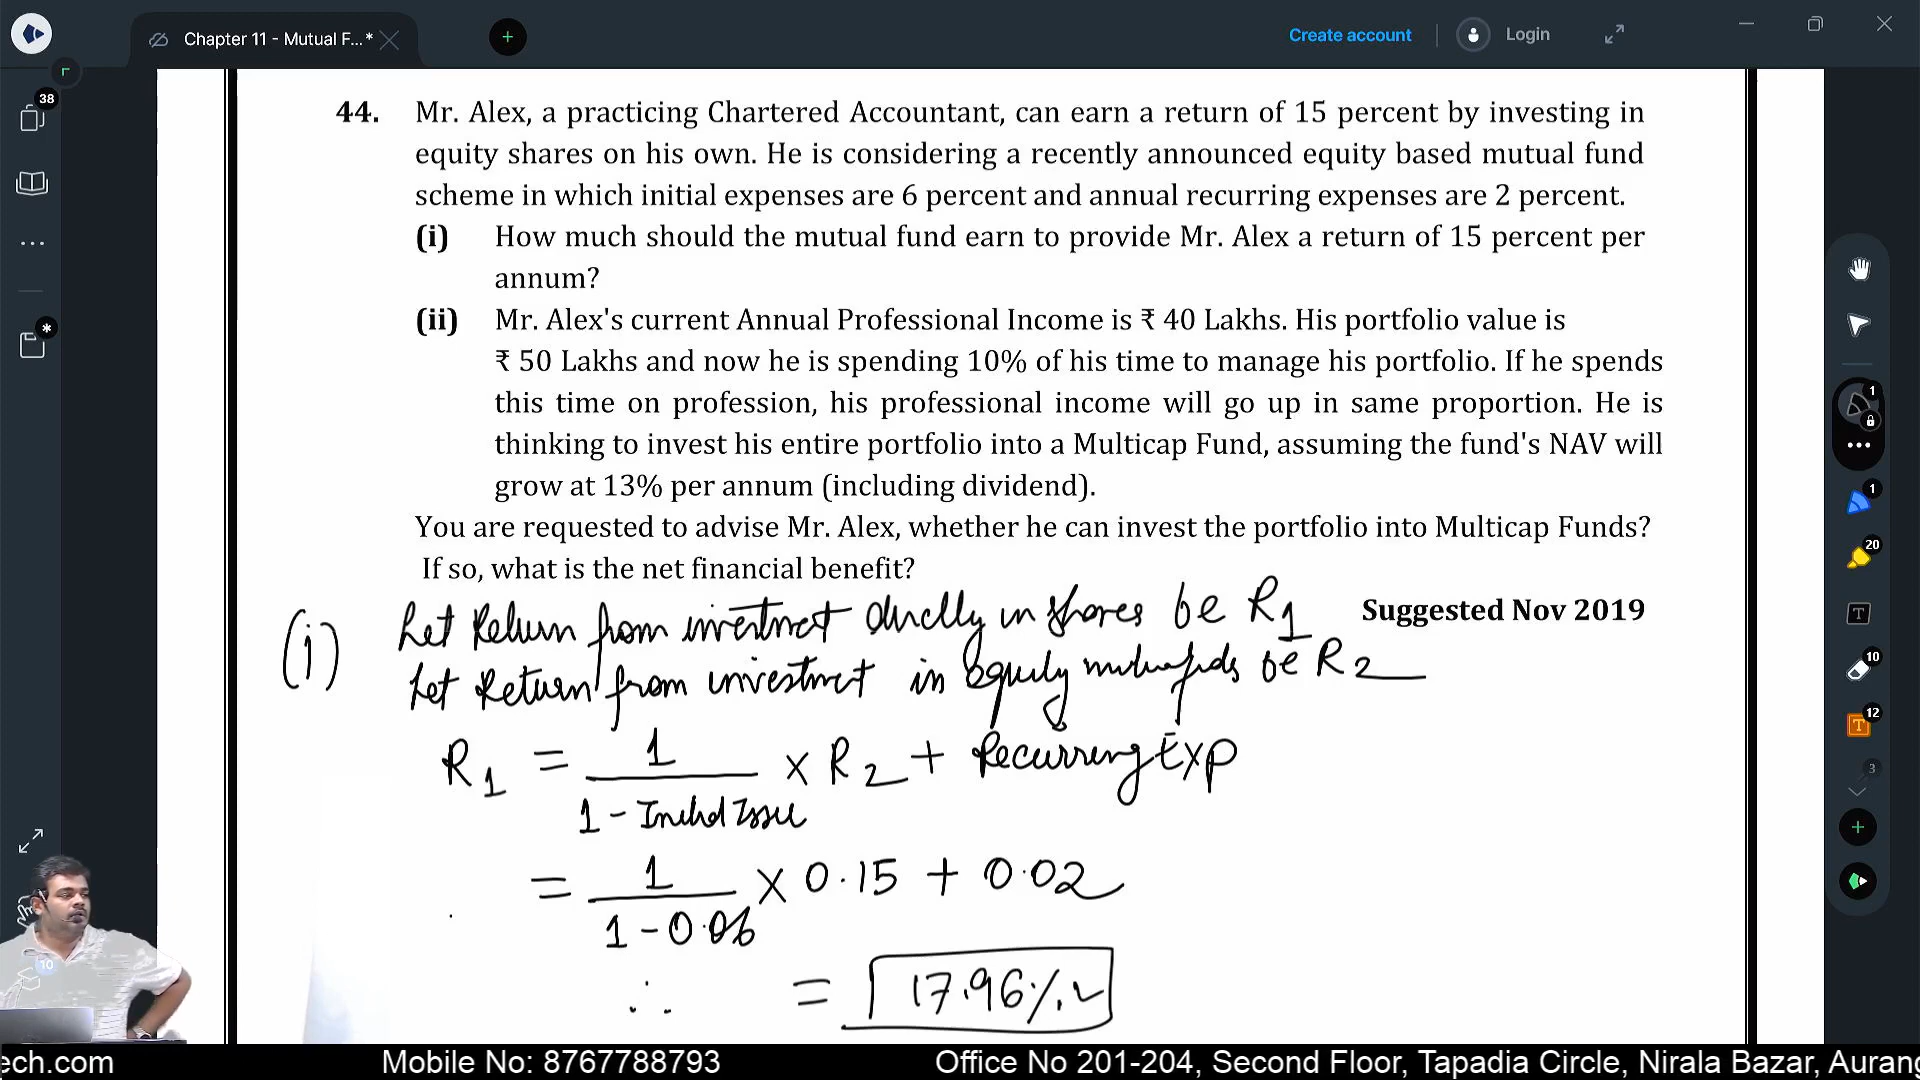 Chapter 11 - Mutual F...*
Create account
Login
38
44. Mr. Alex, a practicing Chartered Accountant, can earn a return of 15 percent by investing in
equity shares on his own. He is considering a recently announced equity based mutual fund
scheme in which initial expenses are 6 percent and annual recurring expenses are 2 percent.
(i) How much should the mutual fund earn to provide Mr. Alex a return of 15 percent per
annum?
(ii) Mr. Alex's current Annual Professional Income is ₹ 40 Lakhs. His portfolio value is
₹ 50 Lakhs and now he is spending 10% of his time to manage his portfolio. If he spends
this time on profession, his professional income will go up in same proportion. He is
thinking to invest his entire portfolio into a Multicap Fund, assuming the fund's NAV will
grow at 13% per annum (including dividend).
You are requested to advise Mr. Alex, whether he can invest the portfolio into Multicap Funds?
If so, what is the net financial benefit?
Suggested Nov 2019
(i) Let Return from investment directly in shares be R1
Let Return from investment in equity mutual funds be R2
R1 = 1 × R2 + Recurring Exp
1 - Initial Issue
= 1 × 0.15 + 0.02
1 - 0.06
∴ = 17.96%
1
1
20
T
10
T 12
3
10
ech.com Mobile No: 8767788793 Office No 201-204, Second Floor, Tapadia Circle, Nirala Bazar, Aurang